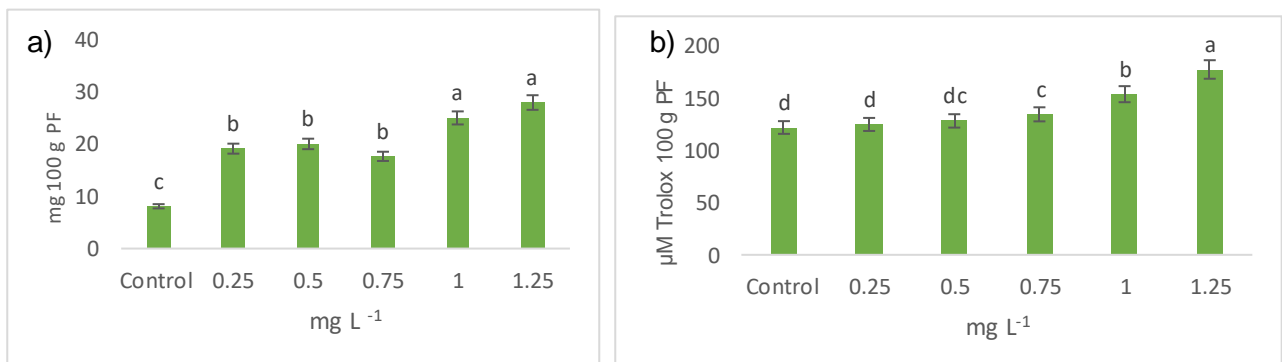 a)
mg 100 g PF
40
30
20
10
0
c
b
b
b
a
a
Control 0.25 0.5 0.75 1 1.25
mg L -1
b)
µM Trolox 100 g PF
200
150
100
50
0
d
d
dc
c
b
a
Control 0.25 0.5 0.75 1 1.25
mg L-1